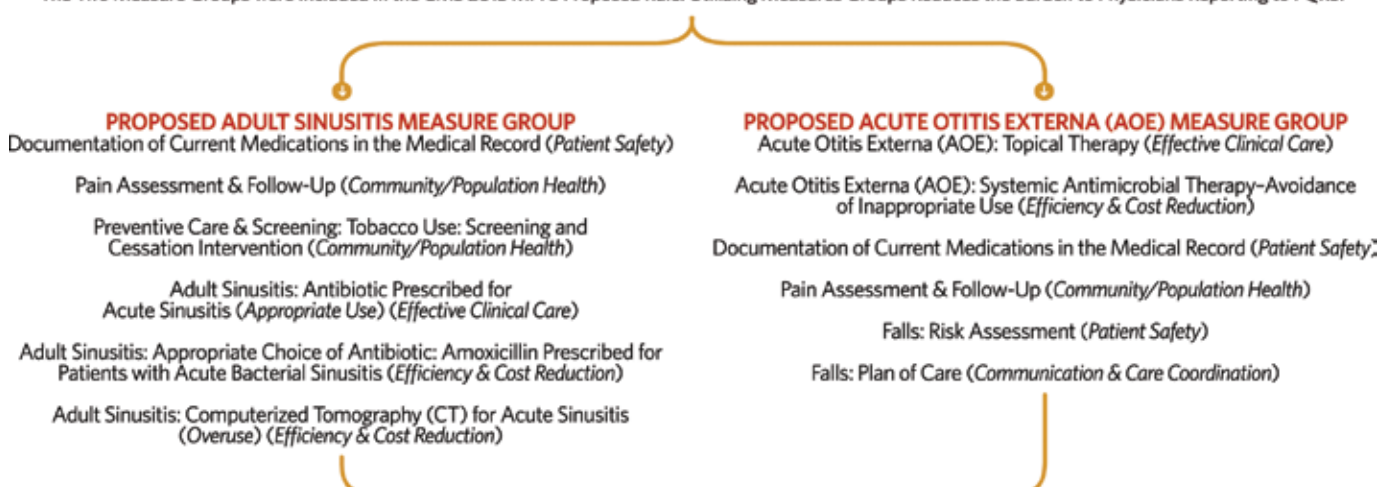 PROPOSED ADULT SINUSITIS MEASURE GROUP
Documentation of Current Medications in the Medical Record (Patient Safety)
Pain Assessment & Follow-Up (Community/Population Health)
Preventive Care & Screening: Tobacco Use: Screening and
Cessation Intervention (Community/Population Health)
Adult Sinusitis: Antibiotic Prescribed for
Acute Sinusitis (Appropriate Use) (Effective Clinical Care)
Adult Sinusitis: Appropriate Choice of Antibiotic: Amoxicillin Prescribed for
Patients with Acute Bacterial Sinusitis (Efficiency & Cost Reduction)
Adult Sinusitis: Computerized Tomography (CT) for Acute Sinusitis
(Overuse) (Efficiency & Cost Reduction)
PROPOSED ACUTE OTITIS EXTERNA (AOE) MEASURE GROUP
Acute Otitis Externa (AOE): Topical Therapy (Effective Clinical Care)
Acute Otitis Externa (AOE): Systemic Antimicrobial Therapy–Avoidance
of Inappropriate Use (Efficiency & Cost Reduction)
Documentation of Current Medications in the Medical Record (Patient Safety)
Pain Assessment & Follow-Up (Community/Population Health)
Falls: Risk Assessment (Patient Safety)
Falls: Plan of Care (Communication & Care Coordination)